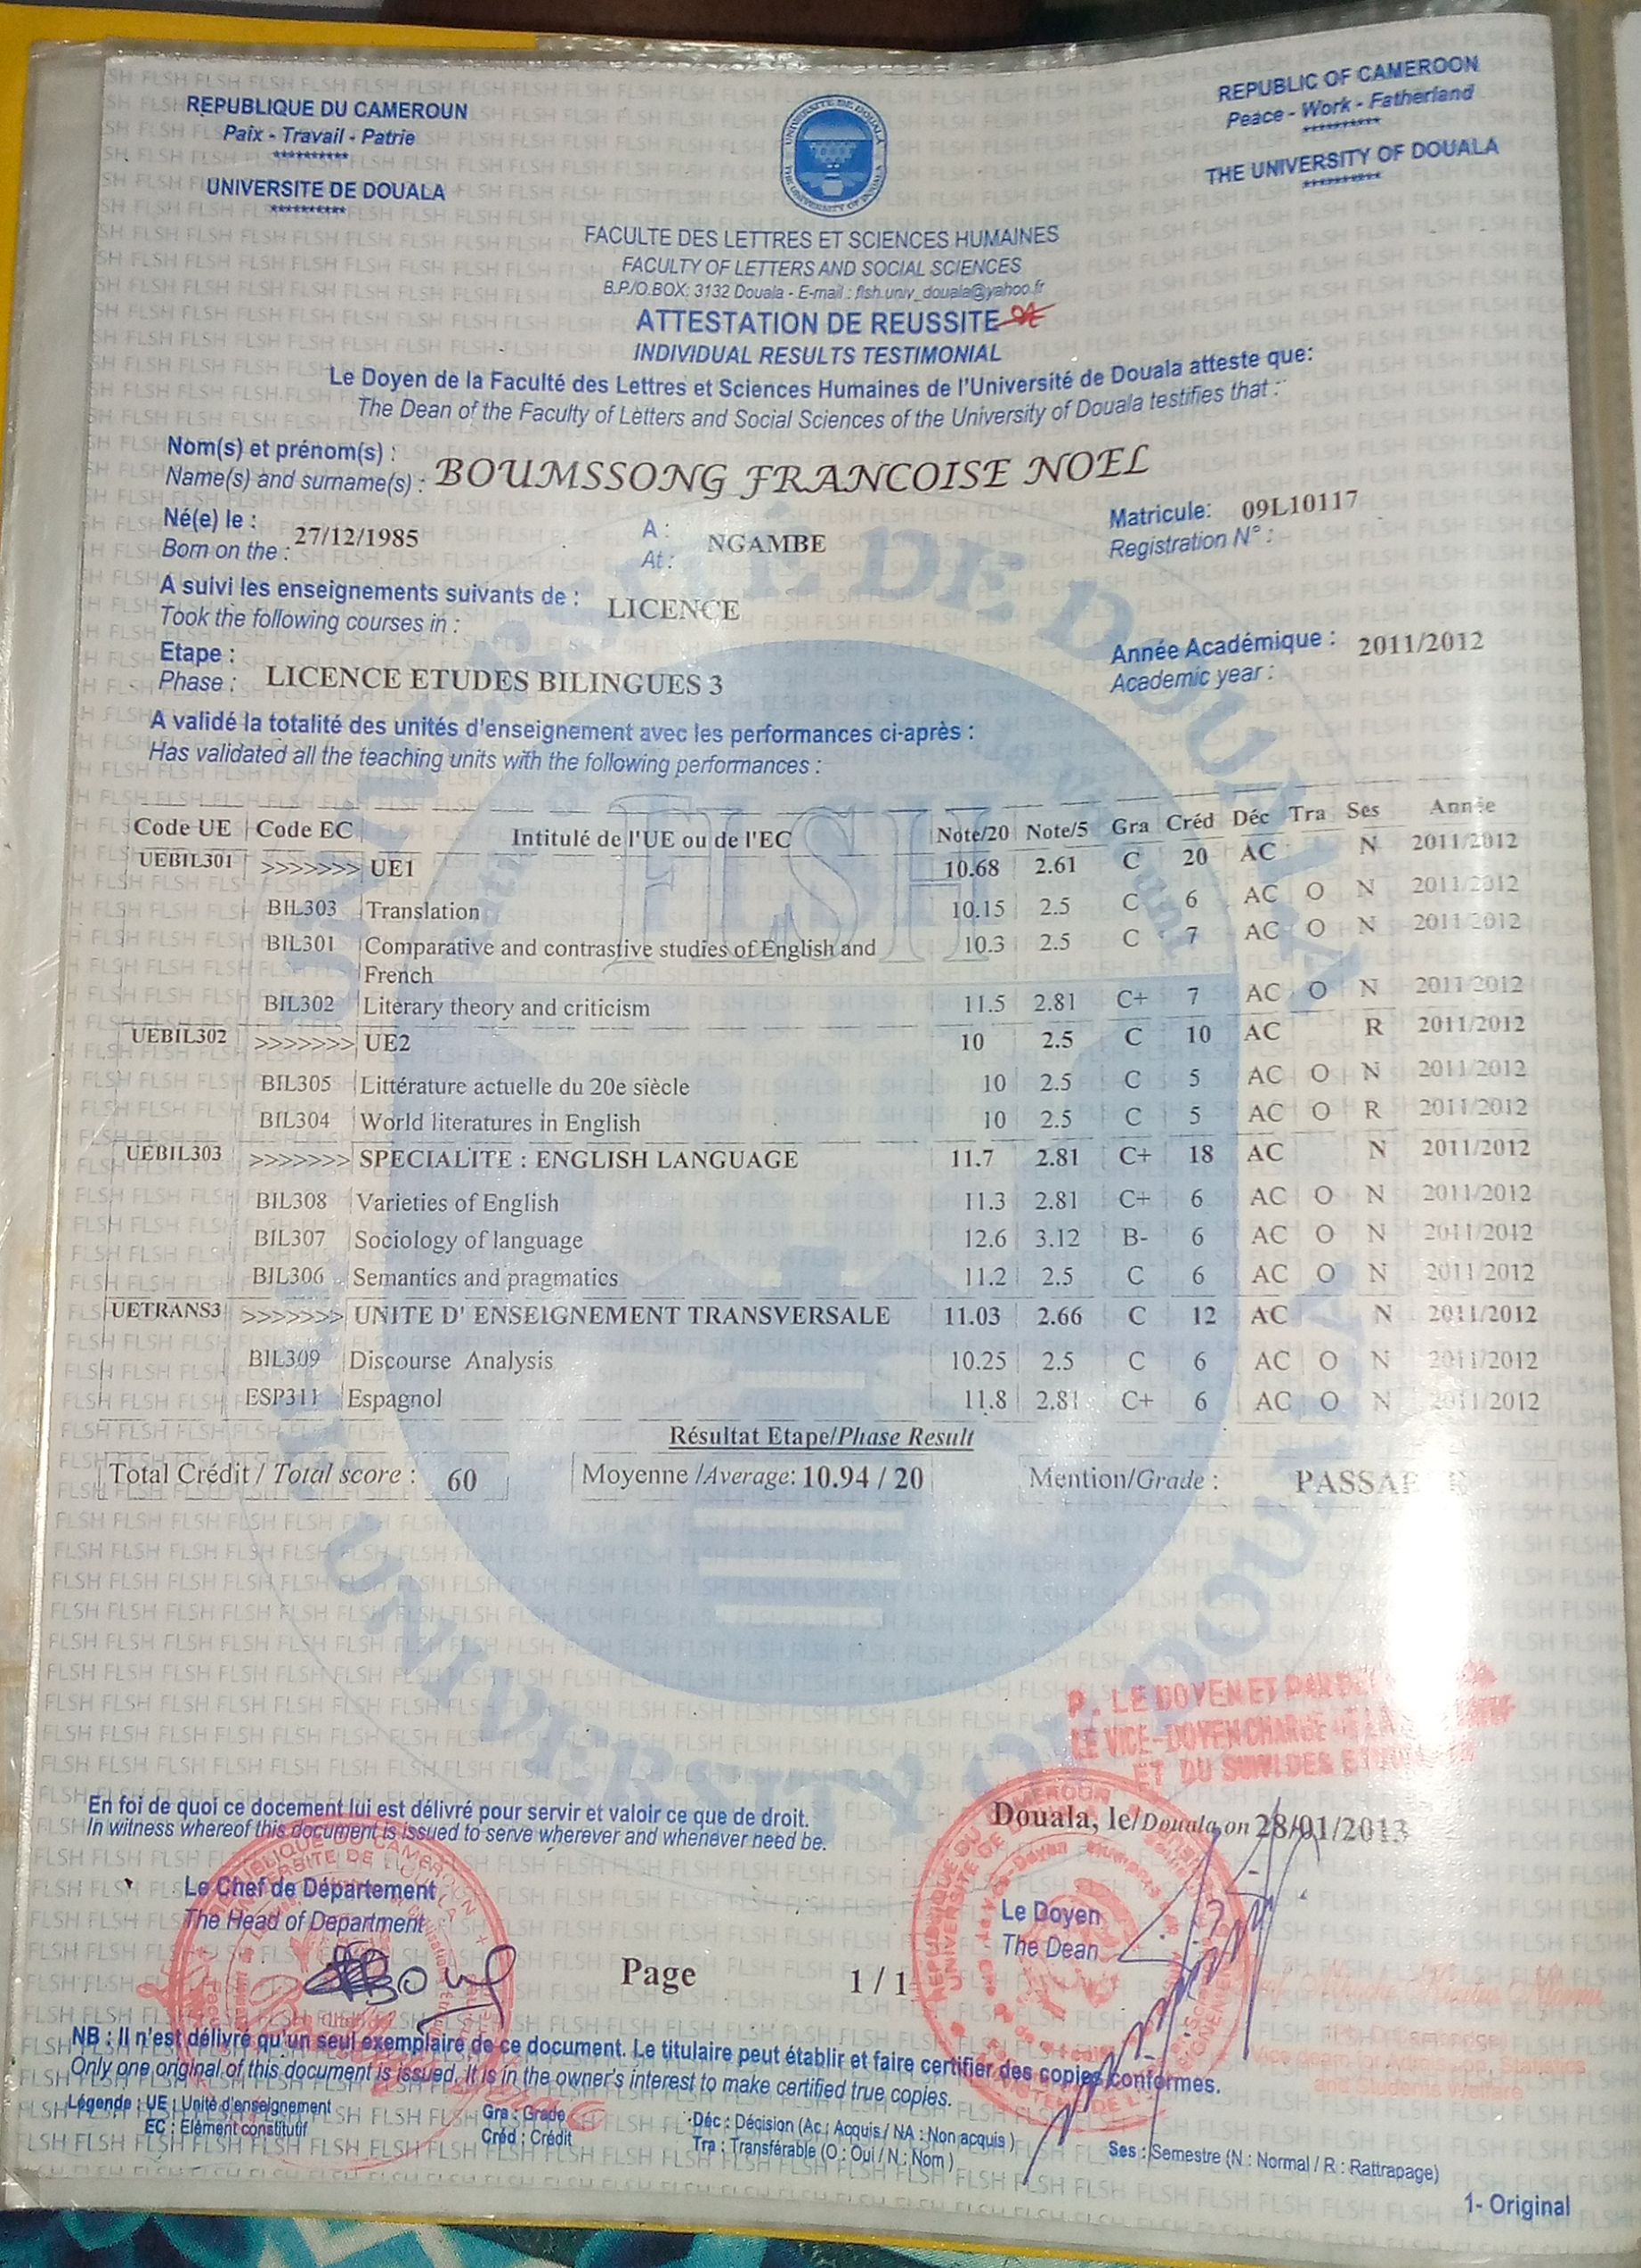 REPUBLIQUE DU CAMEROUN
Paix - Travail - Patrie
**********
UNIVERSITE DE DOUALA
**********
REPUBLIC OF CAMEROON
Peace - Work - Fatherland
**********
THE UNIVERSITY OF DOUALA
**********
UNIVERSITE DE DOUALA
THE UNIVERSITY OF DOUALA
FACULTE DES LETTRES ET SCIENCES HUMAINES
FACULTY OF LETTERS AND SOCIAL SCIENCES
B.P./O.BOX: 3132 Douala - E-mail : flsh.univ_douala@yahoo.fr
ATTESTATION DE REUSSITE
INDIVIDUAL RESULTS TESTIMONIAL
Le Doyen de la Faculté des Lettres et Sciences Humaines de l'Université de Douala atteste que:
The Dean of the Faculty of Letters and Social Sciences of the University of Douala testifies that :
Nom(s) et prénom(s) :
Name(s) and surname(s) : BOUMSSONG FRANCOISE NOEL
Né(e) le : 27/12/1985 A : NGAMBE Matricule: 09L10117
Born on the : At : Registration N° :
A suivi les enseignements suivants de : LICENCE
Took the following courses in :
Etape : Année Académique : 2011/2012
Phase : LICENCE ETUDES BILINGUES 3 Academic year :
A validé la totalité des unités d'enseignement avec les performances ci-après :
Has validated all the teaching units with the following performances :
Code UE Code EC Intitulé de l'UE ou de l'EC Note/20 Note/5 Gra Créd Déc Tra Ses Année
UEBIL301 >>>>>>> UE1 10.68 2.61 C 20 AC N 2011/2012
BIL303 Translation 10.15 2.5 C 6 AC O N 2011/2012
BIL301 Comparative and contrastive studies of English and 10.3 2.5 C 7 AC O N 2011/2012
French
BIL302 Literary theory and criticism 11.5 2.81 C+ 7 AC O N 2011/2012
UEBIL302 >>>>>>> UE2 10 2.5 C 10 AC R 2011/2012
BIL305 Littérature actuelle du 20e siècle 10 2.5 C 5 AC O N 2011/2012
BIL304 World literatures in English 10 2.5 C 5 AC O R 2011/2012
UEBIL303 >>>>>>> SPECIALITE : ENGLISH LANGUAGE 11.7 2.81 C+ 18 AC N 2011/2012
BIL308 Varieties of English 11.3 2.81 C+ 6 AC O N 2011/2012
BIL307 Sociology of language 12.6 3.12 B- 6 AC O N 2011/2012
BIL306 Semantics and pragmatics 11.2 2.5 C 6 AC O N 2011/2012
UETRANS3 >>>>>>> UNITE D' ENSEIGNEMENT TRANSVERSALE 11.03 2.66 C 12 AC N 2011/2012
BIL309 Discourse Analysis 10.25 2.5 C 6 AC O N 2011/2012
ESP311 Espagnol 11.8 2.81 C+ 6 AC O N 2011/2012
Résultat Etape/Phase Result
Total Crédit / Total score : 60 Moyenne /Average: 10.94 / 20 Mention/Grade :
P. LE DOYEN ET PAR
LE VICE-DOYEN CHARGE
ET DU SUIVI DES
En foi de quoi ce docement lui est délivré pour servir et valoir ce que de droit.
In witness whereof this document is issued to serve wherever and whenever need be.
Douala, le/Douala,on 28/01/2013
Le Chef de Département
The Head of Department
Le Doyen
The Dean
Page 1 / 1
NB : Il n'est délivré qu'un seul exemplaire de ce document. Le titulaire peut établir et faire certifier des copies conformes.
Only one original of this document is issued. It is in the owner's interest to make certified true copies.
Légende : UE : Unité d'enseignement Gra : Grade Déc : Décision (Ac : Acquis / NA : Non acquis ) Ses : Semestre (N : Normal / R : Rattrapage)
EC : Elément constitutif Créd : Crédit Tra : Transférable (O : Oui / N : Nom )
1- Original